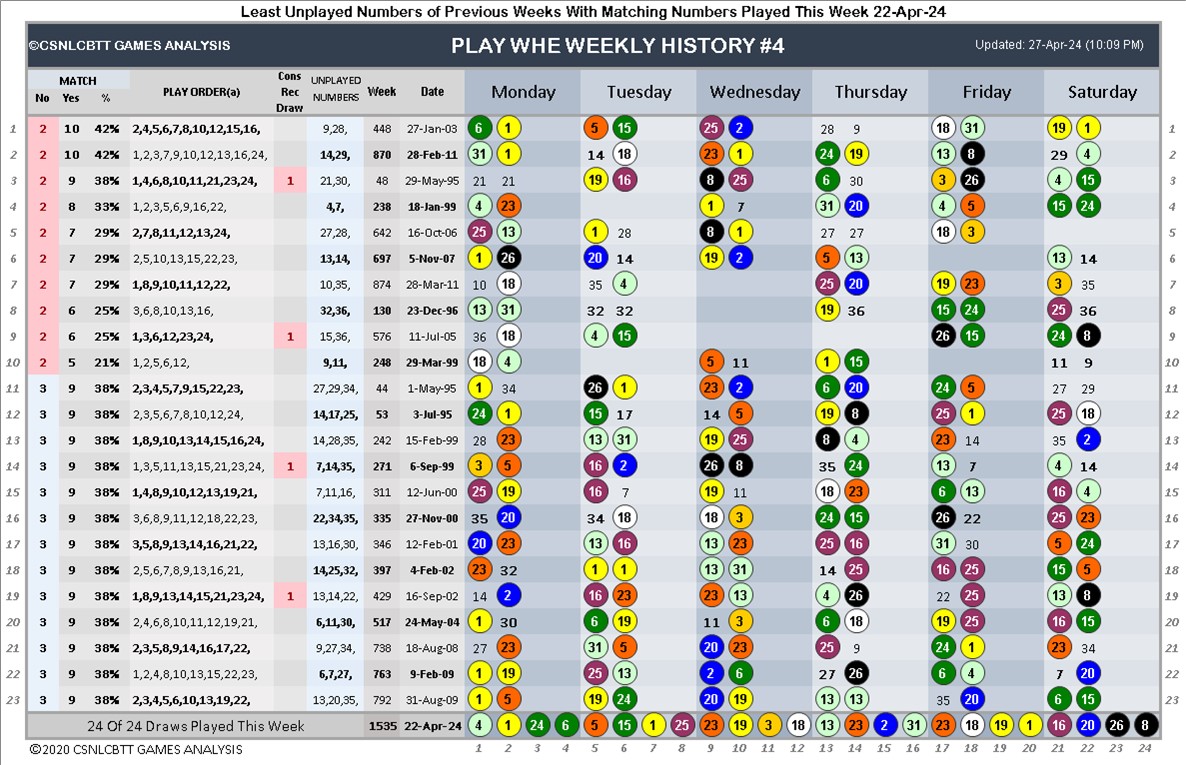 Least Unplayed Numbers of Previous Weeks With Matching Numbers Played This Week 22-Apr-24
©CSNLCBTT GAMES ANALYSIS PLAY WHE WEEKLY HISTORY #4 Updated: 27-Apr-24 (10:09 PM)
MATCH PLAY ORDER(a) Cons Rec Draw UNPLAYED NUMBERS Week Date Monday Tuesday Wednesday Thursday Friday Saturday
No Yes %
1 2 10 42% 2,4,5,6,7,8,10,12,15,16, 9,28, 448 27-Jan-03 6 1 5 15 25 2 28 9 18 31 19 1 1
2 2 10 42% 1,2,3,7,9,10,12,13,16,24, 14,29, 870 28-Feb-11 31 1 14 18 23 1 24 19 13 8 29 4 2
3 2 9 38% 1,4,6,8,10,11,21,23,24, 1 21,30, 48 29-May-95 21 21 19 16 8 25 6 30 3 26 4 15 3
4 2 8 33% 1,2,5,6,9,16,22, 4,7, 238 18-Jan-99 4 23 1 7 31 20 4 5 15 24 4
5 2 7 29% 2,7,8,11,12,13,24, 27,28, 642 16-Oct-06 25 13 1 28 8 1 27 27 18 3 5
6 2 7 29% 2,5,10,13,15,22,23, 13,14, 697 5-Nov-07 1 26 20 14 19 2 5 13 13 14 6
7 2 7 29% 1,8,9,10,11,12,22, 10,35, 874 28-Mar-11 10 18 35 4 25 20 19 23 3 35 7
8 2 6 25% 3,6,8,10,13,16, 32,36, 130 23-Dec-96 13 31 32 32 19 36 15 24 25 36 8
9 2 6 25% 1,3,6,12,23,24, 1 15,36, 576 11-Jul-05 36 18 4 15 26 15 24 8 9
10 2 5 21% 1,2,5,6,12, 9,11, 248 29-Mar-99 18 4 5 11 1 15 11 9 10
11 3 9 38% 2,3,4,5,7,9,15,22,23, 27,29,34, 44 1-May-95 1 34 26 1 23 2 6 20 24 5 27 29 11
12 3 9 38% 2,3,5,6,7,8,10,12,24, 14,17,25, 53 3-Jul-95 24 1 15 17 14 5 19 8 25 1 25 18 12
13 3 9 38% 1,8,9,10,13,14,15,16,24, 14,28,35, 242 15-Feb-99 28 23 13 31 19 25 8 4 23 14 35 2 13
14 3 9 38% 1,3,5,11,13,15,21,23,24, 1 7,14,35, 271 6-Sep-99 3 5 16 2 26 8 35 24 13 7 4 14 14
15 3 9 38% 1,4,8,9,10,12,13,19,21, 7,11,16, 311 12-Jun-00 25 19 16 7 19 11 18 23 6 13 16 4 15
16 3 9 38% 3,6,8,9,11,12,18,22,23, 22,34,35, 335 27-Nov-00 35 20 34 18 18 3 24 15 26 22 25 23 16
17 3 9 38% 3,5,8,9,13,14,16,21,22, 13,16,30, 346 12-Feb-01 20 23 13 16 13 23 25 16 31 30 5 24 17
18 3 9 38% 2,5,7,7,8,9,13,16,21, 14,25,32, 397 4-Feb-02 23 32 1 1 13 31 14 25 16 25 15 5 18
19 3 9 38% 1,8,9,13,14,15,21,23,24, 1 13,14,22, 429 16-Sep-02 14 2 16 23 23 13 4 26 22 25 13 8 19
20 3 9 38% 2,4,6,8,10,11,12,19,21, 6,11,30, 517 24-May-04 1 30 6 19 11 3 6 18 19 25 16 15 20
21 3 9 38% 2,3,5,8,9,14,16,17,22, 9,27,34, 738 18-Aug-08 27 23 31 5 20 23 25 9 24 1 23 34 21
22 3 9 38% 1,2,4,8,10,13,15,22,23, 6,7,27, 763 9-Feb-09 1 19 25 13 2 6 27 26 6 4 7 20 22
23 3 9 38% 2,3,4,5,6,10,13,19,22, 13,20,35, 792 31-Aug-09 1 5 19 24 20 19 13 13 35 20 6 15 23
24 Of 24 Draws Played This Week 1535 22-Apr-24 4 1 24 6 5 15 1 25 23 19 3 18 13 23 2 31 23 18 19 1 16 20 26 8
©2020 CSNLCBTT GAMES ANALYSIS 1 2 3 4 5 6 7 8 9 10 11 12 13 14 15 16 17 18 19 20 21 22 23 24